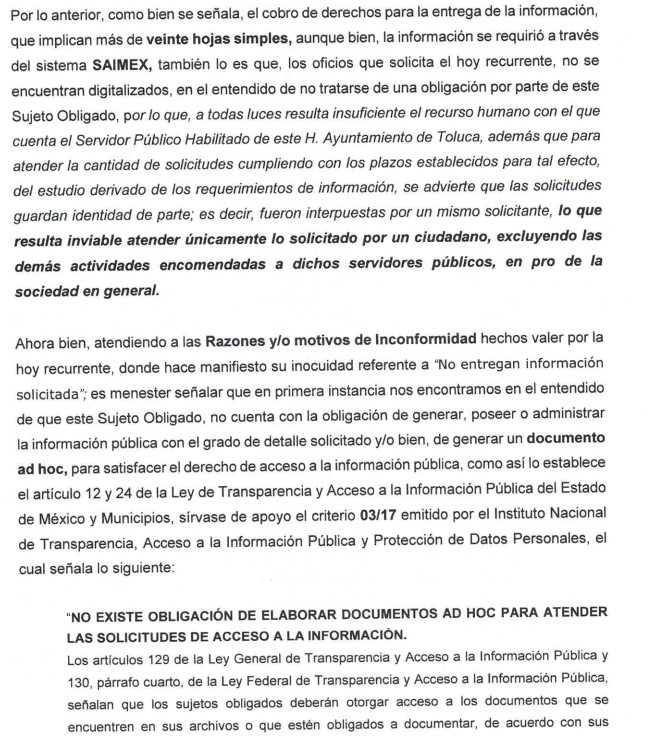 Por lo anterior, como bien se señala, el cobro de derechos para la entrega de la información,
que implican más de veinte hojas simples, aunque bien, la información se requirió a través
del sistema SAIMEX, también lo es que, los oficios que solicita el hoy recurrente, no se
encuentran digitalizados, en el entendido de no tratarse de una obligación por parte de este
Sujeto Obligado, por lo que, a todas luces resulta insuficiente el recurso humano con el que
cuenta el Servidor Público Habilitado de este H. Ayuntamiento de Toluca, además que para
atender la cantidad de solicitudes cumpliendo con los plazos establecidos para tal efecto,
del estudio derivado de los requerimientos de información, se advierte que las solicitudes
guardan identidad de parte; es decir, fueron interpuestas por un mismo solicitante, lo que
resulta inviable atender únicamente lo solicitado por un ciudadano, excluyendo las
demás actividades encomendadas a dichos servidores públicos, en pro de la
sociedad en general.
Ahora bien, atendiendo a las Razones y/o motivos de Inconformidad hechos valer por la
hoy recurrente, donde hace manifiesto su inocuidad referente a “No entregan información
solicitada”; es menester señalar que en primera instancia nos encontramos en el entendido
de que este Sujeto Obligado, no cuenta con la obligación de generar, poseer o administrar
la información pública con el grado de detalle solicitado y/o bien, de generar un documento
ad hoc, para satisfacer el derecho de acceso a la información pública, como así lo establece
el artículo 12 y 24 de la Ley de Transparencia y Acceso a la Información Pública del Estado
de México y Municipios, sírvase de apoyo el criterio 03/17 emitido por el Instituto Nacional
de Transparencia, Acceso a la Información Pública y Protección de Datos Personales, el
cual señala lo siguiente:
“NO EXISTE OBLIGACIÓN DE ELABORAR DOCUMENTOS AD HOC PARA ATENDER
LAS SOLICITUDES DE ACCESO A LA INFORMACIÓN.
Los artículos 129 de la Ley General de Transparencia y Acceso a la Información Pública y
130, párrafo cuarto, de la Ley Federal de Transparencia y Acceso a la Información Pública,
señalan que los sujetos obligados deberán otorgar acceso a los documentos que se
encuentren en sus archivos o que estén obligados a documentar, de acuerdo con sus